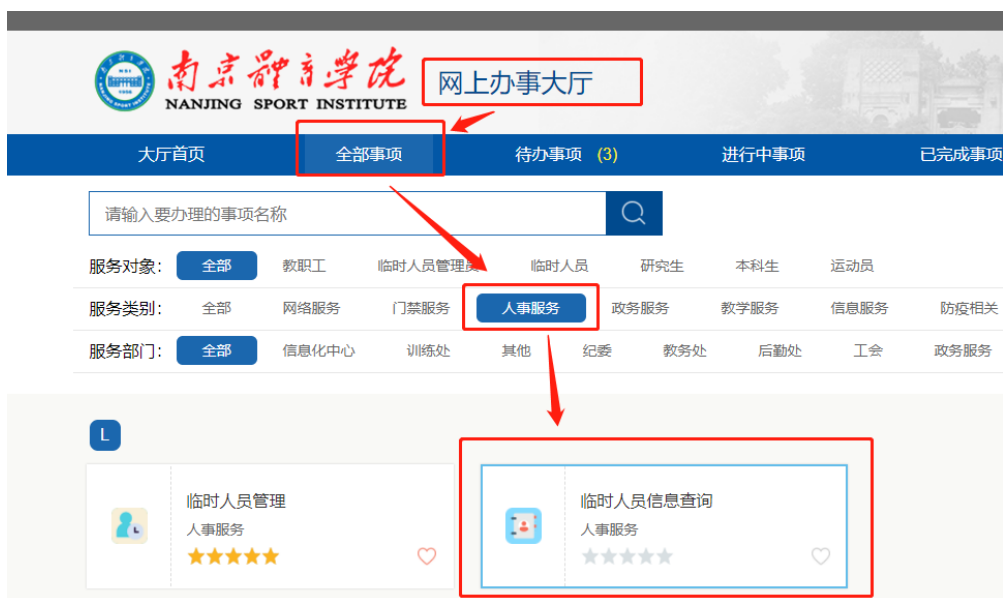 南京体育学院
NANJING SPORT INSTITUTE
网上办事大厅
大厅首页 全部事项 待办事项 (3) 进行中事项 已完成事项
请输入要办理的事项名称
服务对象: 全部 教职工 临时人员管理员 临时人员 研究生 本科生 运动员
服务类别: 全部 网络服务 门禁服务 人事服务 政务服务 教学服务 信息服务 防疫相关
服务部门: 全部 信息化中心 训练处 其他 纪委 教务处 后勤处 工会 政务服务
L
临时人员管理
人事服务
临时人员信息查询
人事服务